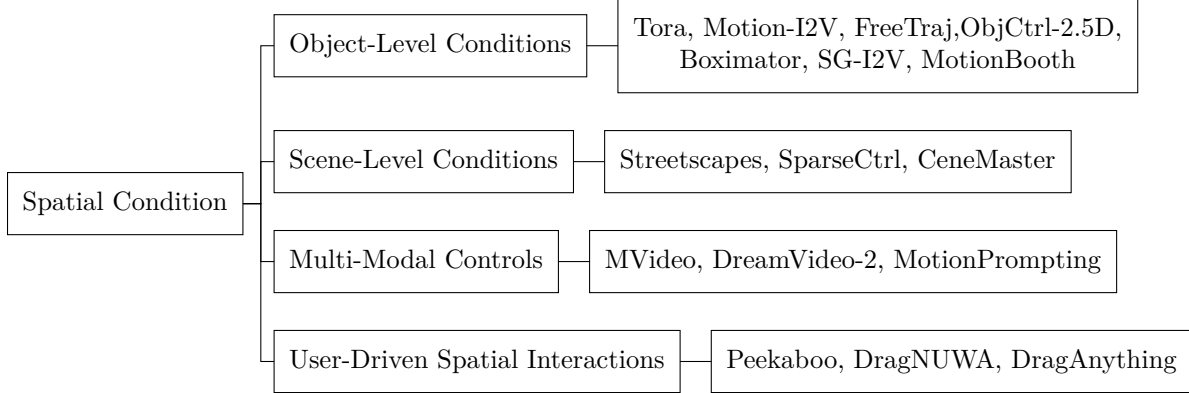 Spatial Condition
Object-Level Conditions
Tora, Motion-I2V, FreeTraj,ObjCtrl-2.5D,
Boximator, SG-I2V, MotionBooth
Scene-Level Conditions
Streetscapes, SparseCtrl, CeneMaster
Multi-Modal Controls
MVideo, DreamVideo-2, MotionPrompting
User-Driven Spatial Interactions
Peekaboo, DragNUWA, DragAnything